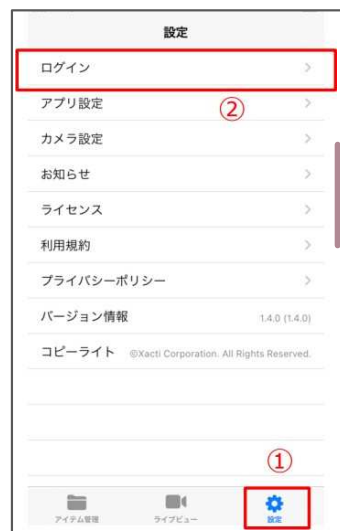 設定
ログイン
アプリ設定
②
カメラ設定
お知らせ
ライセンス
利用規約
プライバシーポリシー
バージョン情報 1.4.0 (1.4.0)
コピーライト ©Xacti Corporation. All Rights Reserved.
①
アイテム管理 ライブビュー 設定